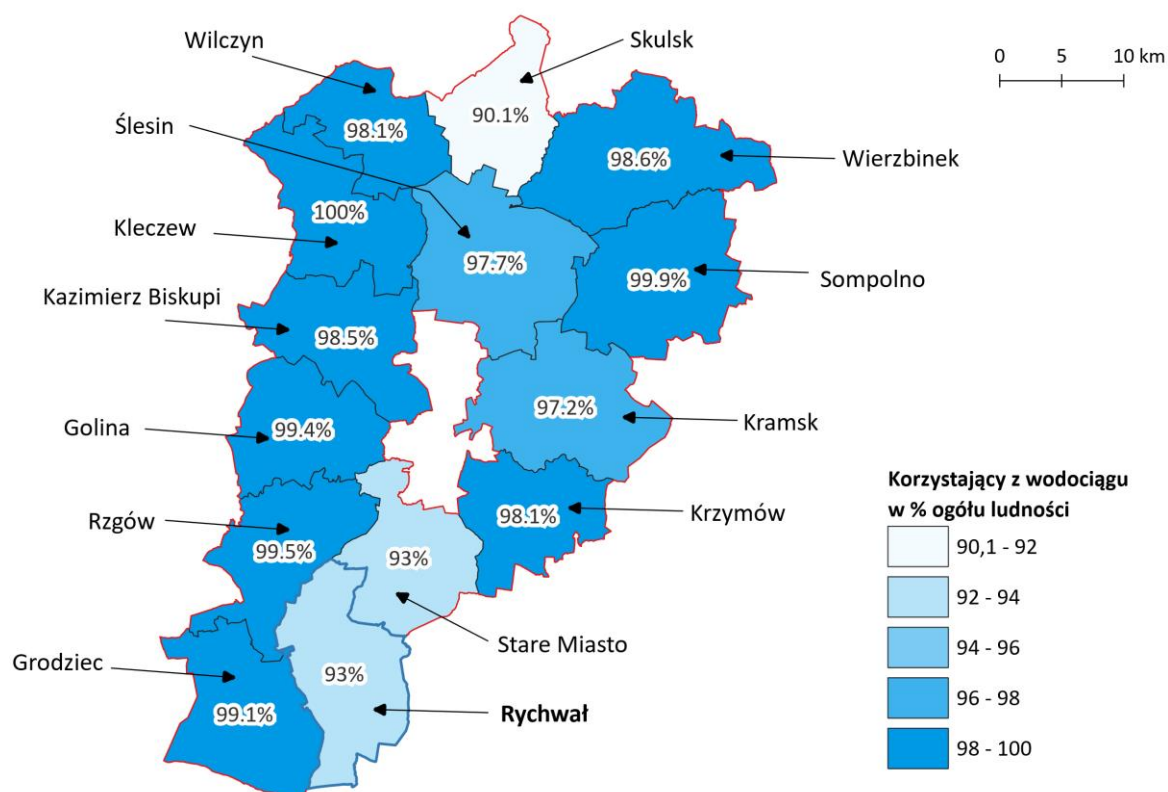 Wilczyn
Skulsk
0 5 10 km
90.1%
Ślesin
98.1%
98.6%
Wierzbinek
100%
Kleczew
97.7%
99.9%
Sompolno
Kazimierz Biskupi
98.5%
97.2%
Golina
99.4%
Kramsk
Korzystający z wodociągu
w % ogółu ludności
90,1 - 92
92 - 94
94 - 96
96 - 98
98 - 100
Rzgów
98.1%
Krzymów
99.5%
93%
Stare Miasto
Grodziec
93%
99.1%
Rychwał